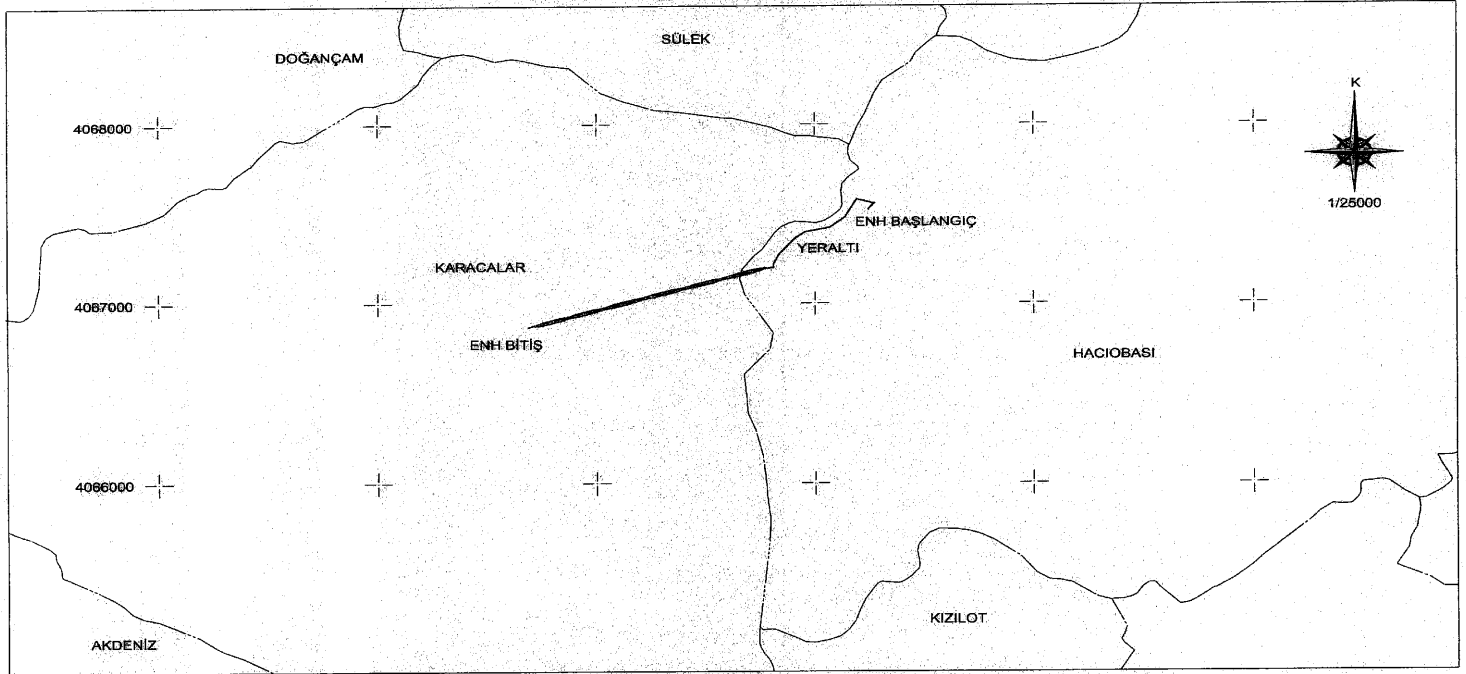 SÜLEK
DOĞANÇAM
K
4068000
1/25000
ENH BAŞLANGIÇ
YERALTI
KARACALAR
4067000
ENH BİTİŞ
HACIOBASI
4066000
KIZILOT
AKDENİZ